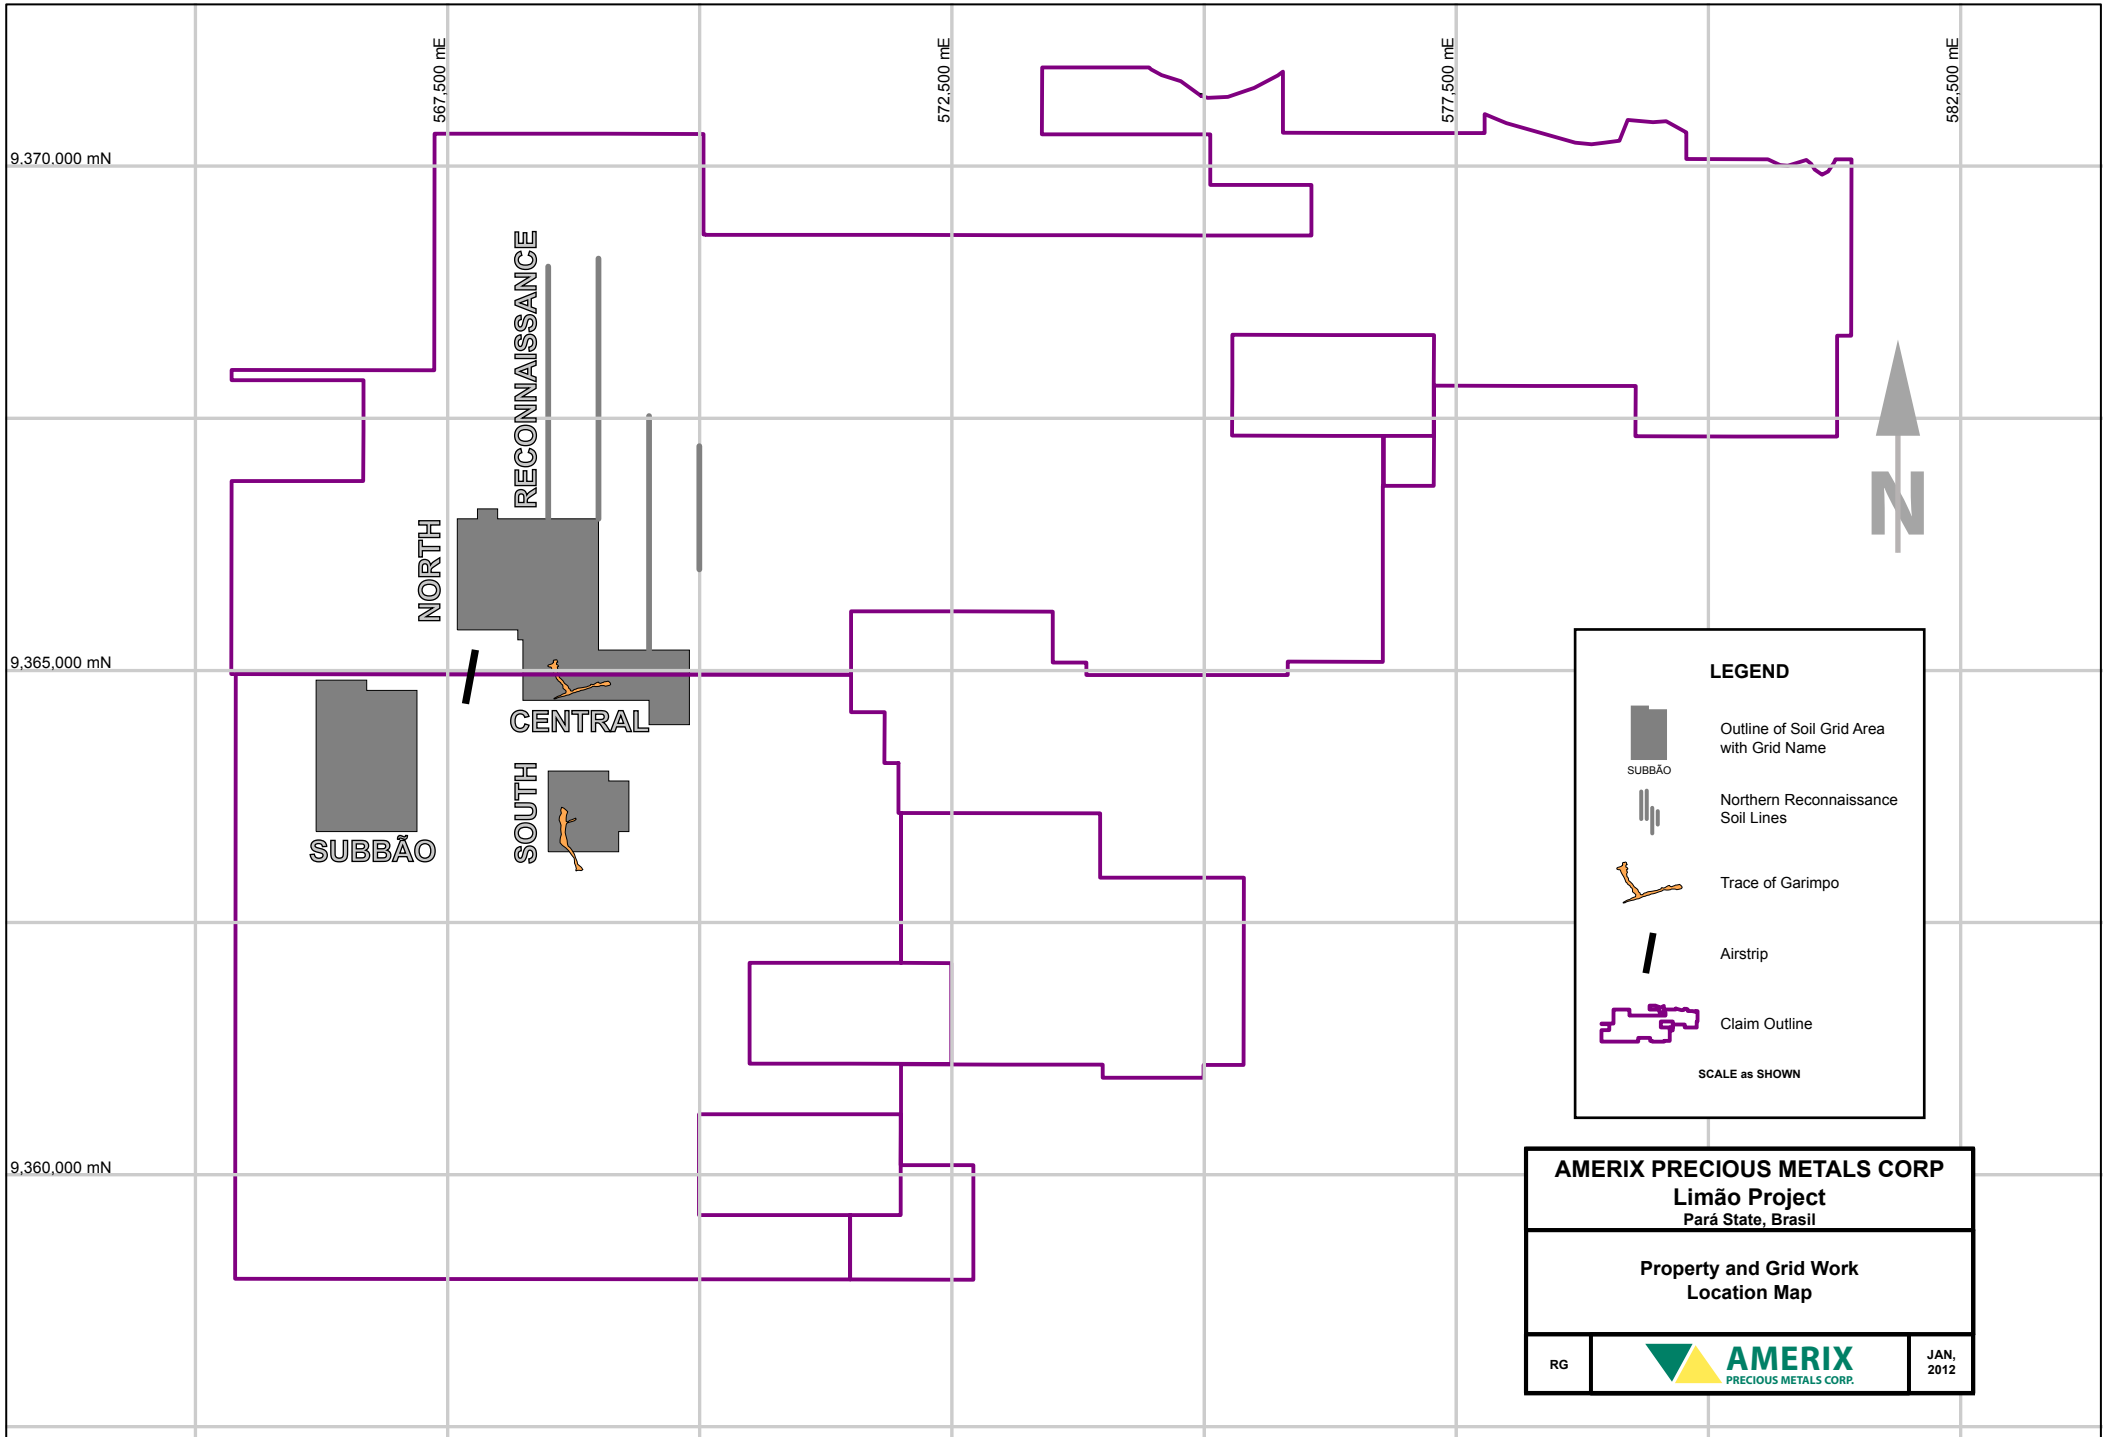 567,500 mE
572,500 mE
577,500 mE
582,500 mE
9,370,000 mN
RECONNAISSANCE
NORTH
9,365,000 mN
CENTRAL
SOUTH
SUBBÃO
9,360,000 mN
N
LEGEND
Outline of Soil Grid Area
with Grid Name
SUBBÃO
Northern Reconnaissance
Soil Lines
Trace of Garimpo
Airstrip
Claim Outline
SCALE as SHOWN
AMERIX PRECIOUS METALS CORP
Limão Project
Pará State, Brasil
Property and Grid Work
Location Map
RG
AMERIX
PRECIOUS METALS CORP.
JAN,
2012